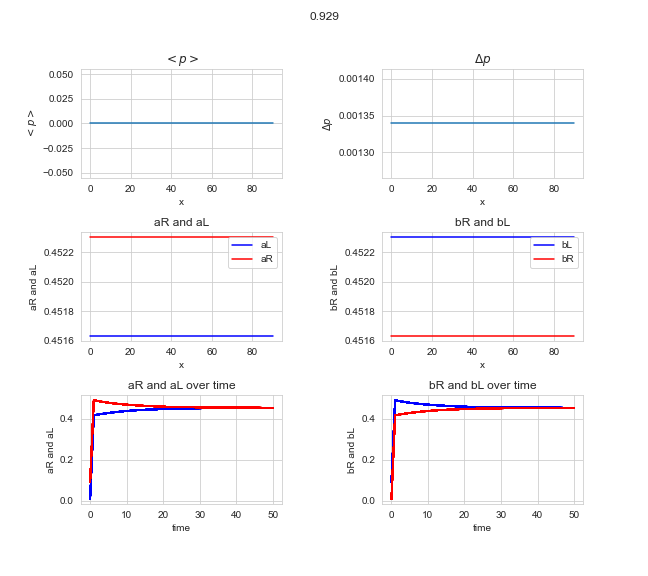 0.929
< p >
Δp
0.050
0.025
0.000
−0.025
−0.050
< p >
0 20 40 60 80
x
0.00140
0.00135
0.00130
Δp
0 20 40 60 80
x
aR and aL
bR and bL
0.4522
0.4520
0.4518
0.4516
aR and aL
aL
aR
0 20 40 60 80
x
0.4522
0.4520
0.4518
0.4516
bR and bL
bL
bR
0 20 40 60 80
x
aR and aL over time
bR and bL over time
0.4
0.2
0.0
aR and aL
0 10 20 30 40 50
time
0.4
0.2
0.0
bR and bL
0 10 20 30 40 50
time